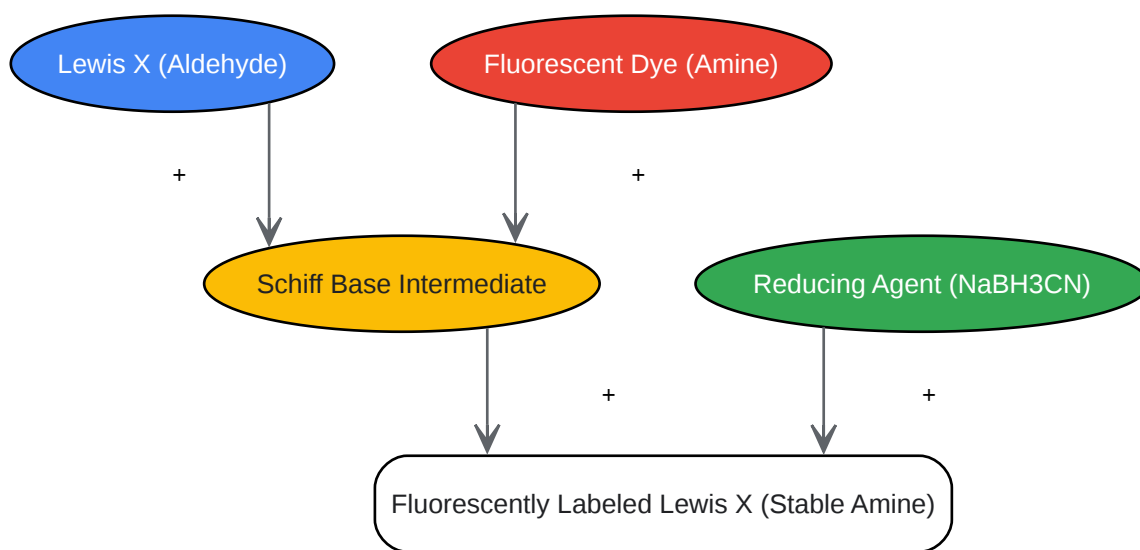 Lewis X (Aldehyde)
Fluorescent Dye (Amine)
+
+
Schiff Base Intermediate
Reducing Agent (NaBH3CN)
+
+
Fluorescently Labeled Lewis X (Stable Amine)